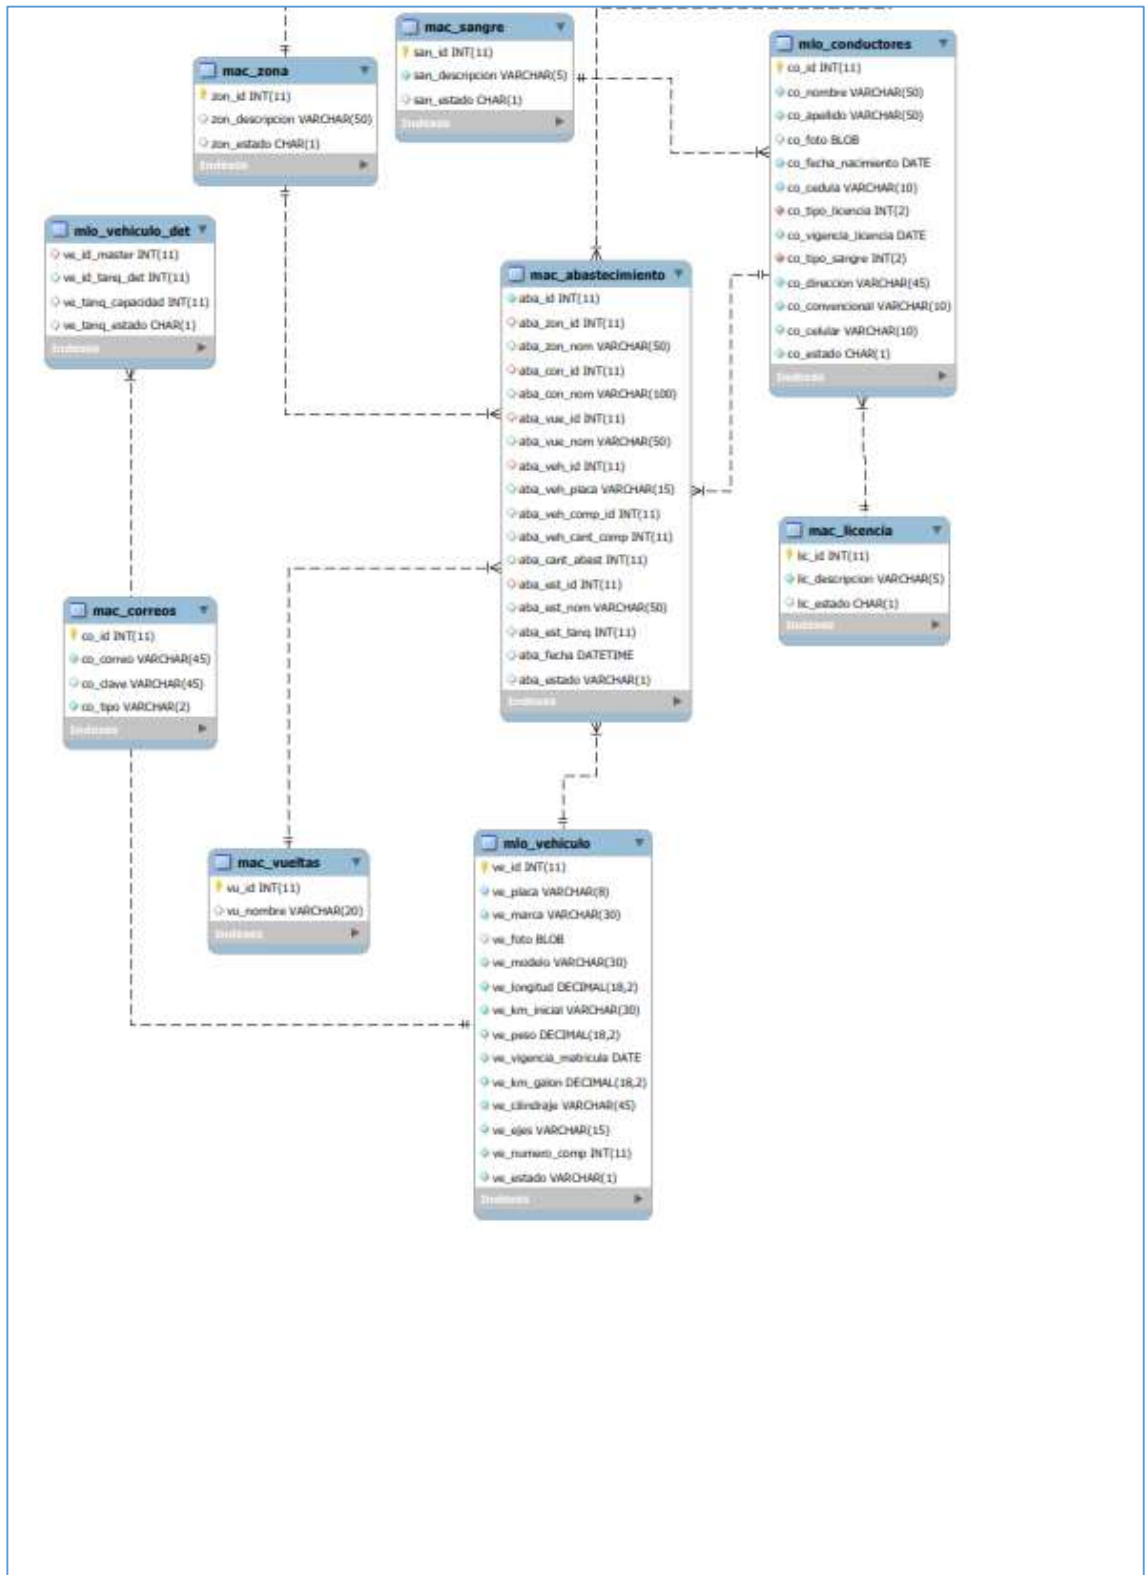 mac_sangre
san_id INT(11)
san_descripcion VARCHAR(5)
san_estado CHAR(1)
Indexes
mlo_conductores
co_id INT(11)
co_nombre VARCHAR(50)
co_apelido VARCHAR(50)
co_foto BLOB
co_fecha_nacimiento DATE
co_cedula VARCHAR(10)
co_tipo_licencia INT(2)
co_vigencia_licencia DATE
co_tipo_sangre INT(2)
co_direccion VARCHAR(45)
co_convencional VARCHAR(10)
co_celular VARCHAR(10)
co_estado CHAR(1)
Indexes
mac_zona
zon_id INT(11)
zon_descripcion VARCHAR(50)
zon_estado CHAR(1)
Indexes
mlo_vehiculo_det
ve_id_master INT(11)
ve_id_tanq_det INT(11)
ve_tanq_capacidad INT(11)
ve_tanq_estado CHAR(1)
Indexes
mac_abastecimiento
aba_id INT(11)
aba_zon_id INT(11)
aba_zon_nom VARCHAR(50)
aba_con_id INT(11)
aba_con_nom VARCHAR(100)
aba_vue_id INT(11)
aba_vue_nom VARCHAR(50)
aba_veh_id INT(11)
aba_veh_placa VARCHAR(15)
aba_veh_comp_id INT(11)
aba_veh_cant_comp INT(11)
aba_cant_abast INT(11)
aba_est_id INT(11)
aba_est_nom VARCHAR(50)
aba_est_tanq INT(11)
aba_fecha DATETIME
aba_estado VARCHAR(1)
Indexes
mac_licencia
lic_id INT(11)
lic_descripcion VARCHAR(5)
lic_estado CHAR(1)
Indexes
mac_correos
co_id INT(11)
co_correo VARCHAR(45)
co_clave VARCHAR(45)
co_tipo VARCHAR(2)
Indexes
mac_vueltas
vu_id INT(11)
vu_nombre VARCHAR(20)
Indexes
mlo_vehiculo
ve_id INT(11)
ve_placa VARCHAR(8)
ve_marca VARCHAR(30)
ve_foto BLOB
ve_modelo VARCHAR(30)
ve_longitud DECIMAL(18,2)
ve_km_inicial VARCHAR(30)
ve_peso DECIMAL(18,2)
ve_vigencia_matricula DATE
ve_km_galon DECIMAL(18,2)
ve_cilindraje VARCHAR(45)
ve_ejes VARCHAR(15)
ve_numero_comp INT(11)
ve_estado VARCHAR(1)
Indexes